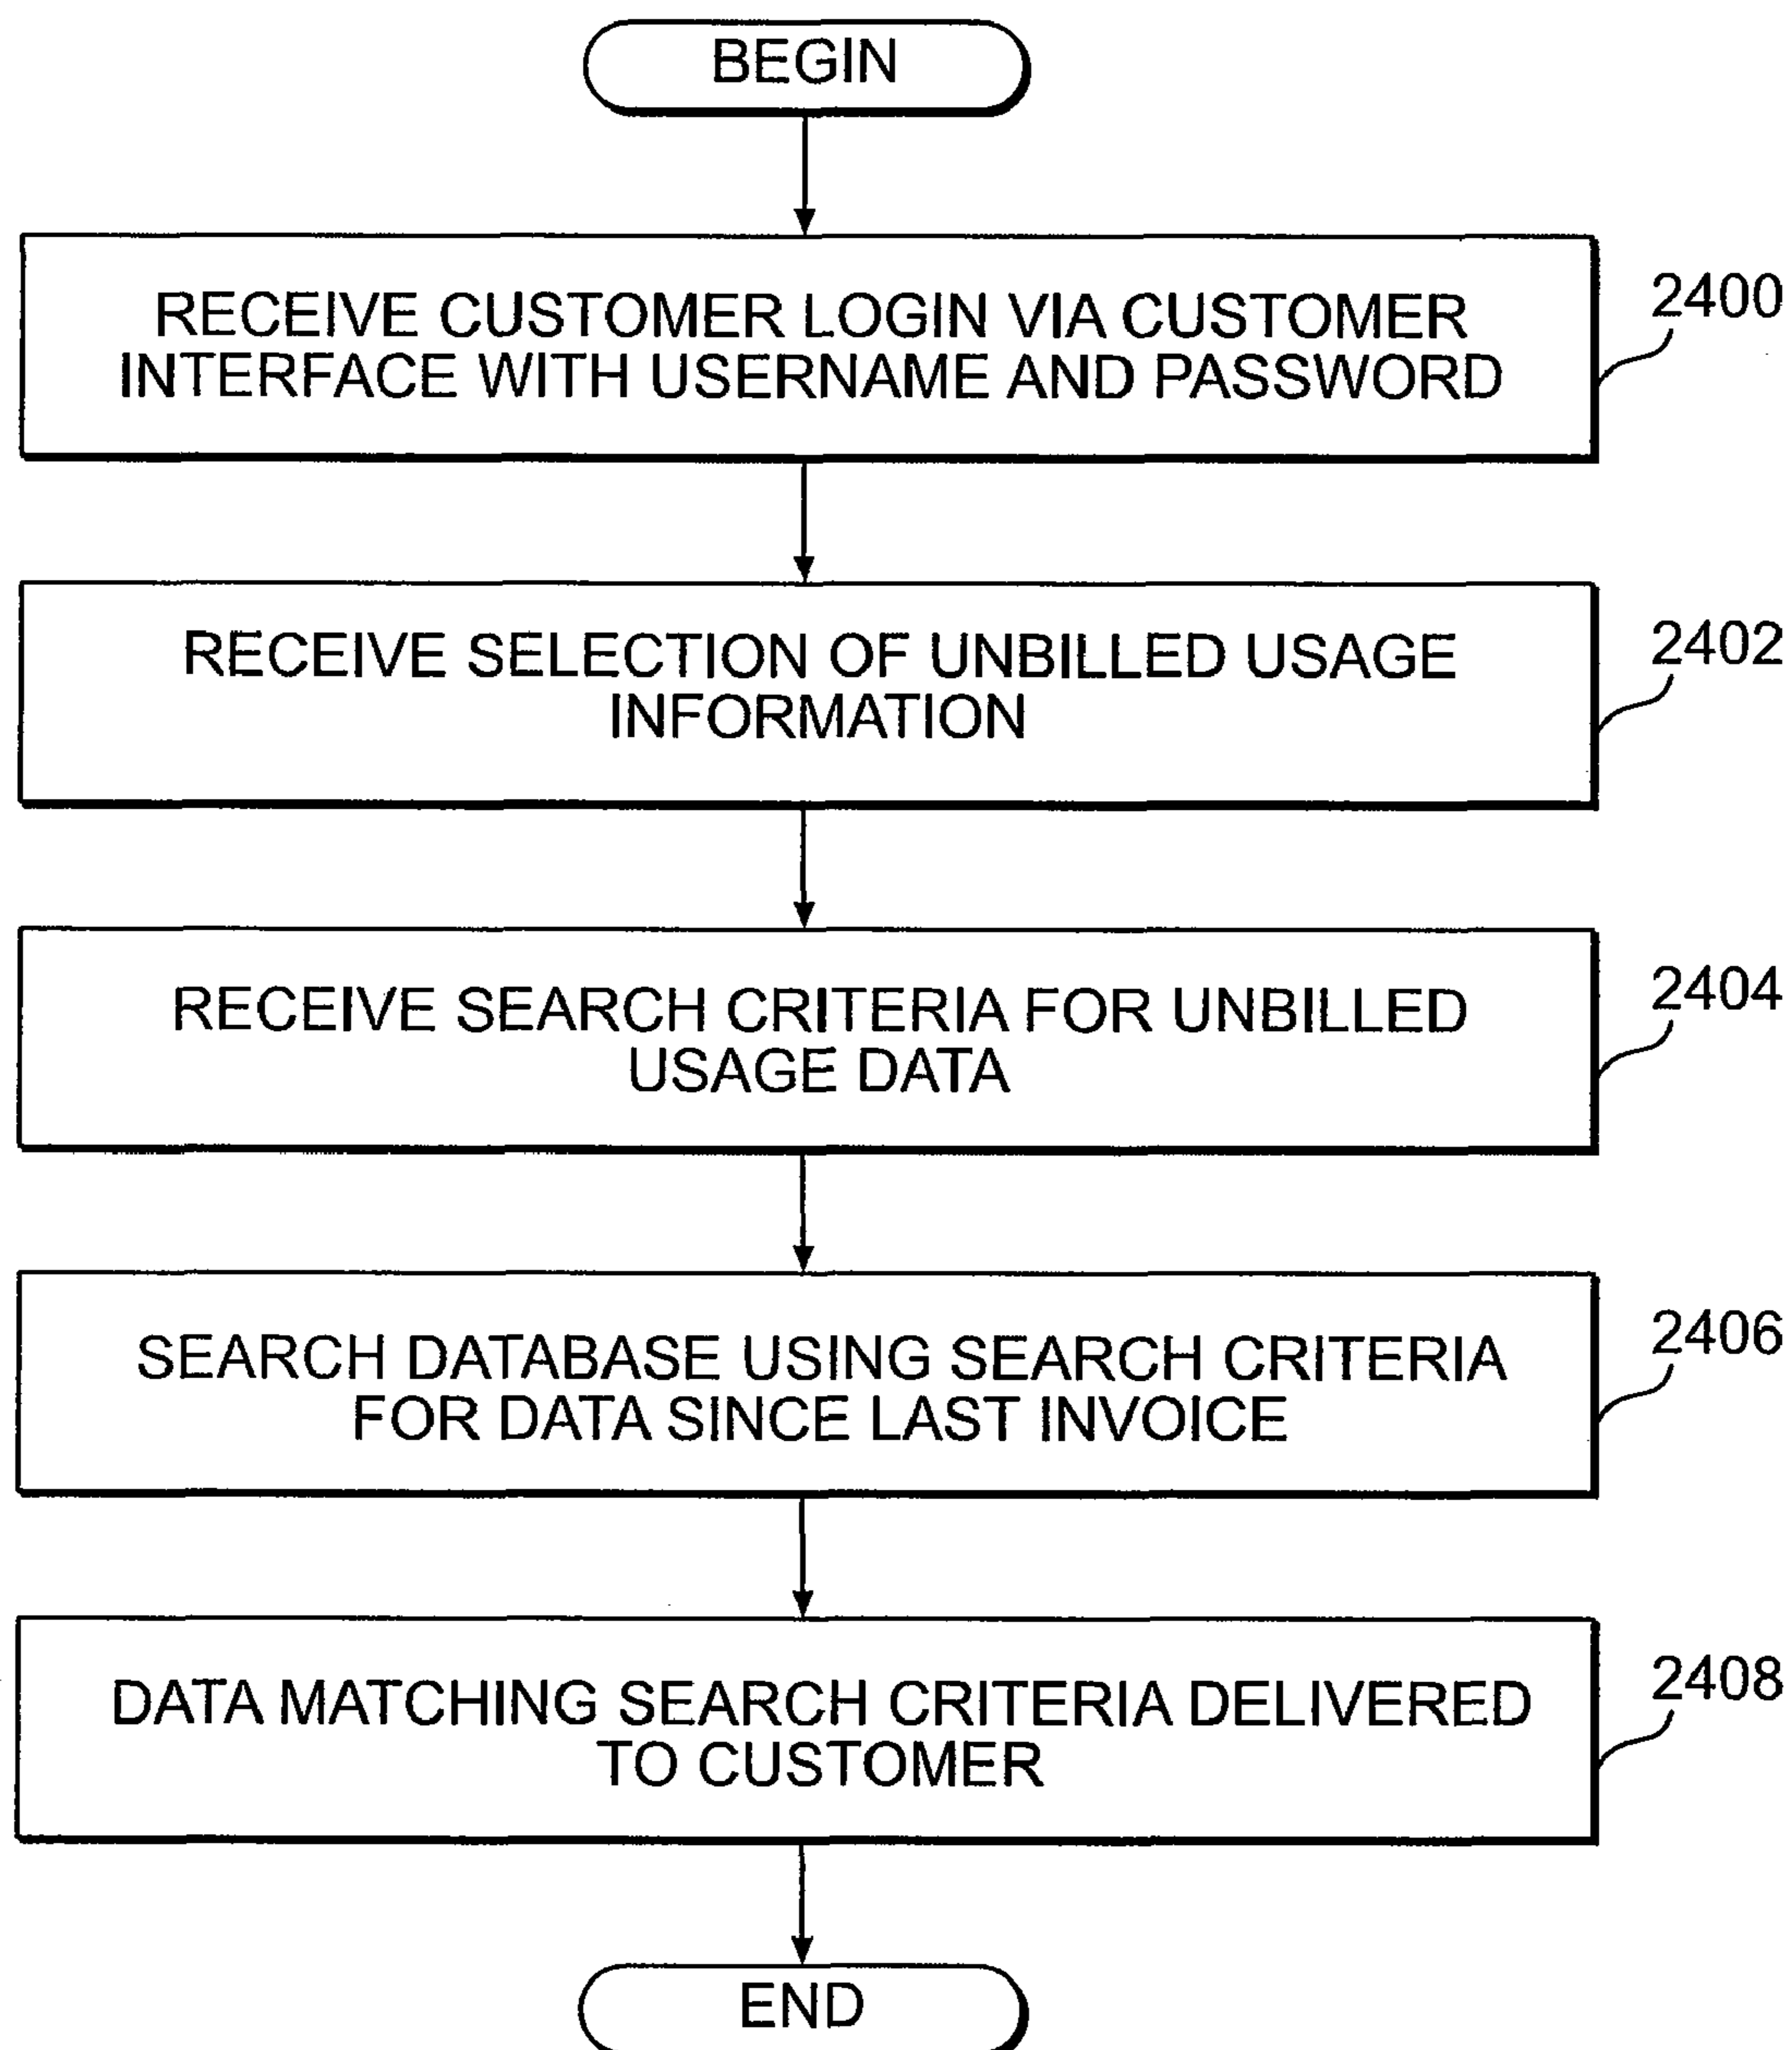 BEGIN
RECEIVE CUSTOMER LOGIN VIA CUSTOMER
INTERFACE WITH USERNAME AND PASSWORD
2400
RECEIVE SELECTION OF UNBILLED USAGE
INFORMATION
2402
RECEIVE SEARCH CRITERIA FOR UNBILLED
USAGE DATA
2404
SEARCH DATABASE USING SEARCH CRITERIA
FOR DATA SINCE LAST INVOICE
2406
DATA MATCHING SEARCH CRITERIA DELIVERED
TO CUSTOMER
2408
END